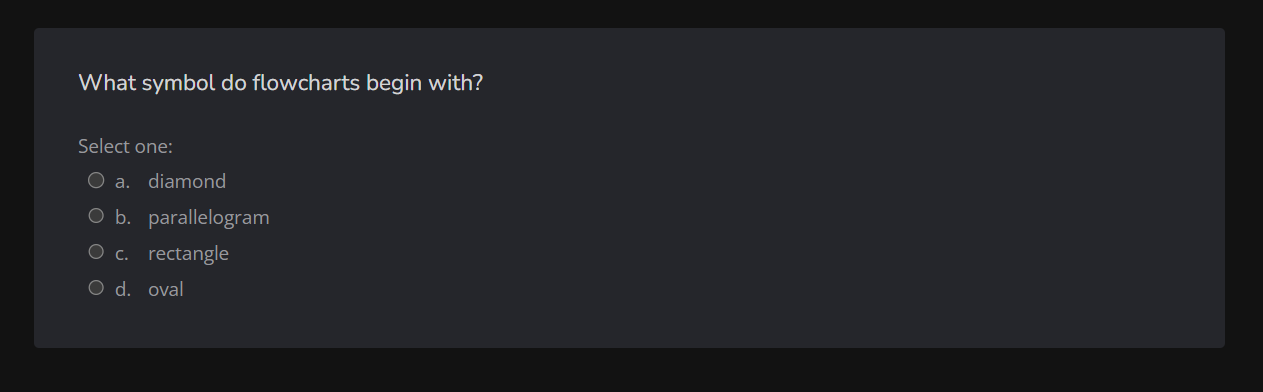 What symbol do flowcharts begin with?
Select one:
a. diamond
b. parallelogram
c. rectangle
d. oval